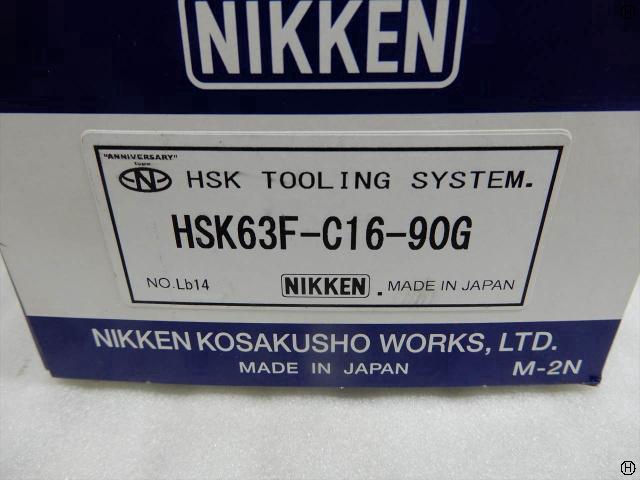 NIKKEN
"ANNIVERSARY"
type
N HSK TOOLING SYSTEM.
HSK63F-C16-90G
NO.Lb14 NIKKEN. MADE IN JAPAN
NIKKEN KOSAKUSHO WORKS, LTD.
MADE IN JAPAN M-2N
H